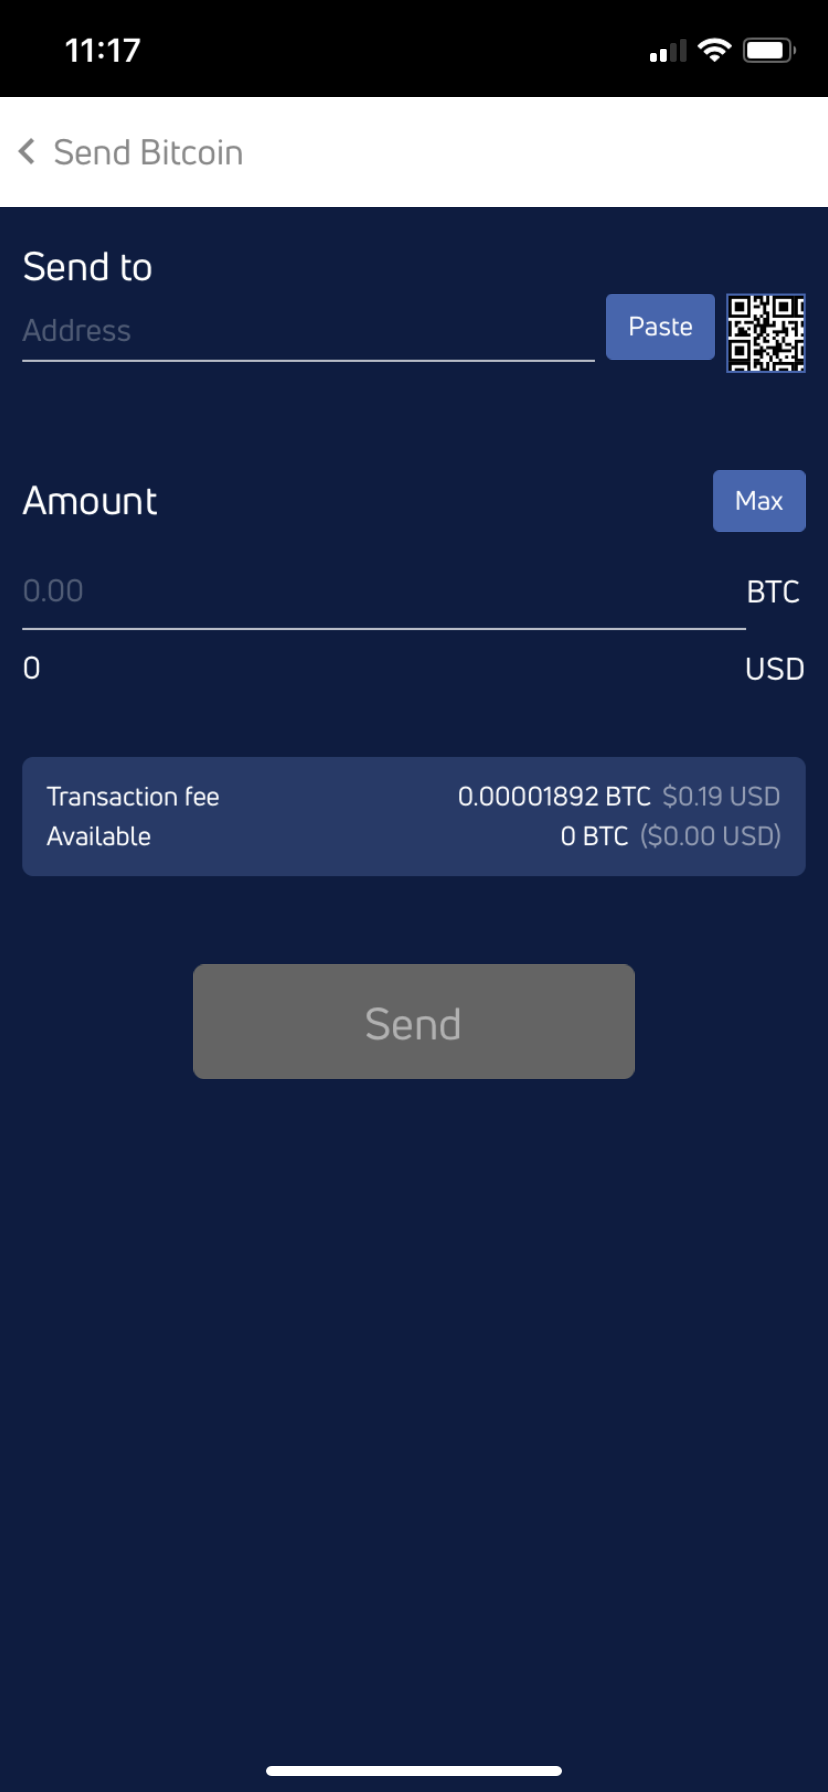 11:17
Send Bitcoin
Send to
Address
Paste
Amount
Max
0.00
BTC
0
USD
Transaction fee 0.00001892 BTC $0.19 USD
Available 0 BTC ($0.00 USD)
Send